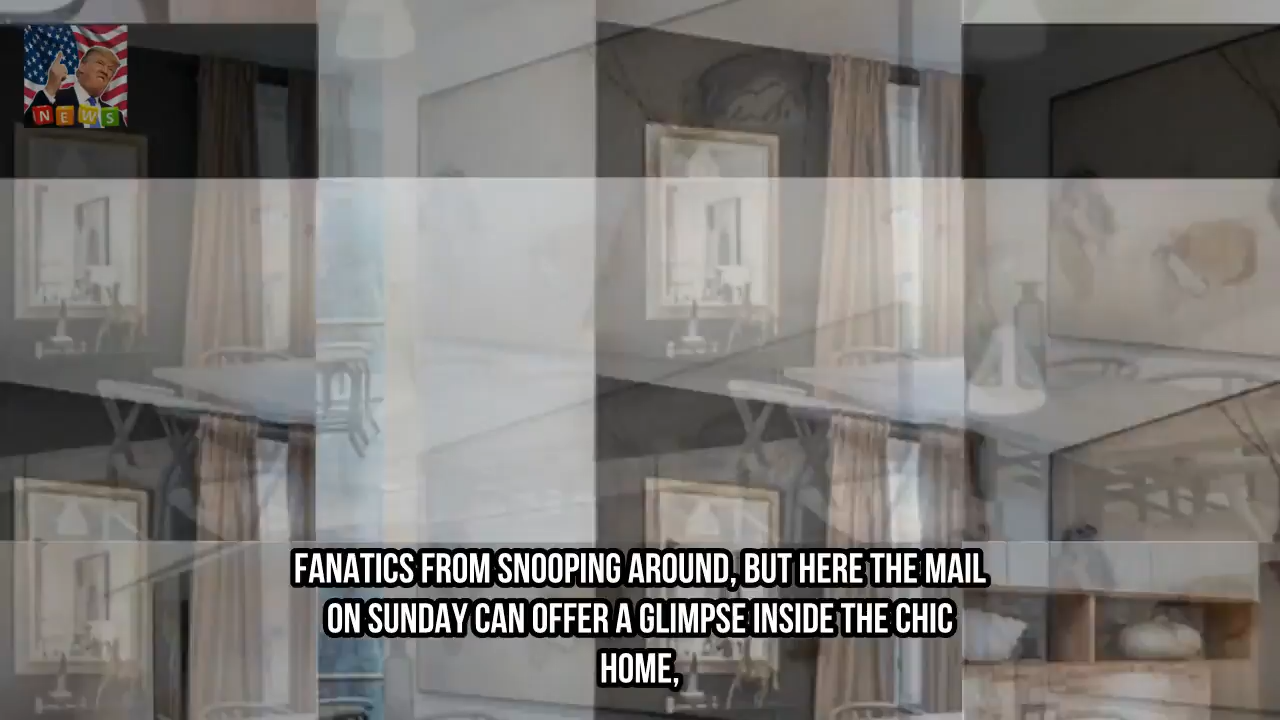 NEWS
FANATICS FROM SNOOPING AROUND, BUT HERE THE MAIL
ON SUNDAY CAN OFFER A GLIMPSE INSIDE THE CHIC
HOME,